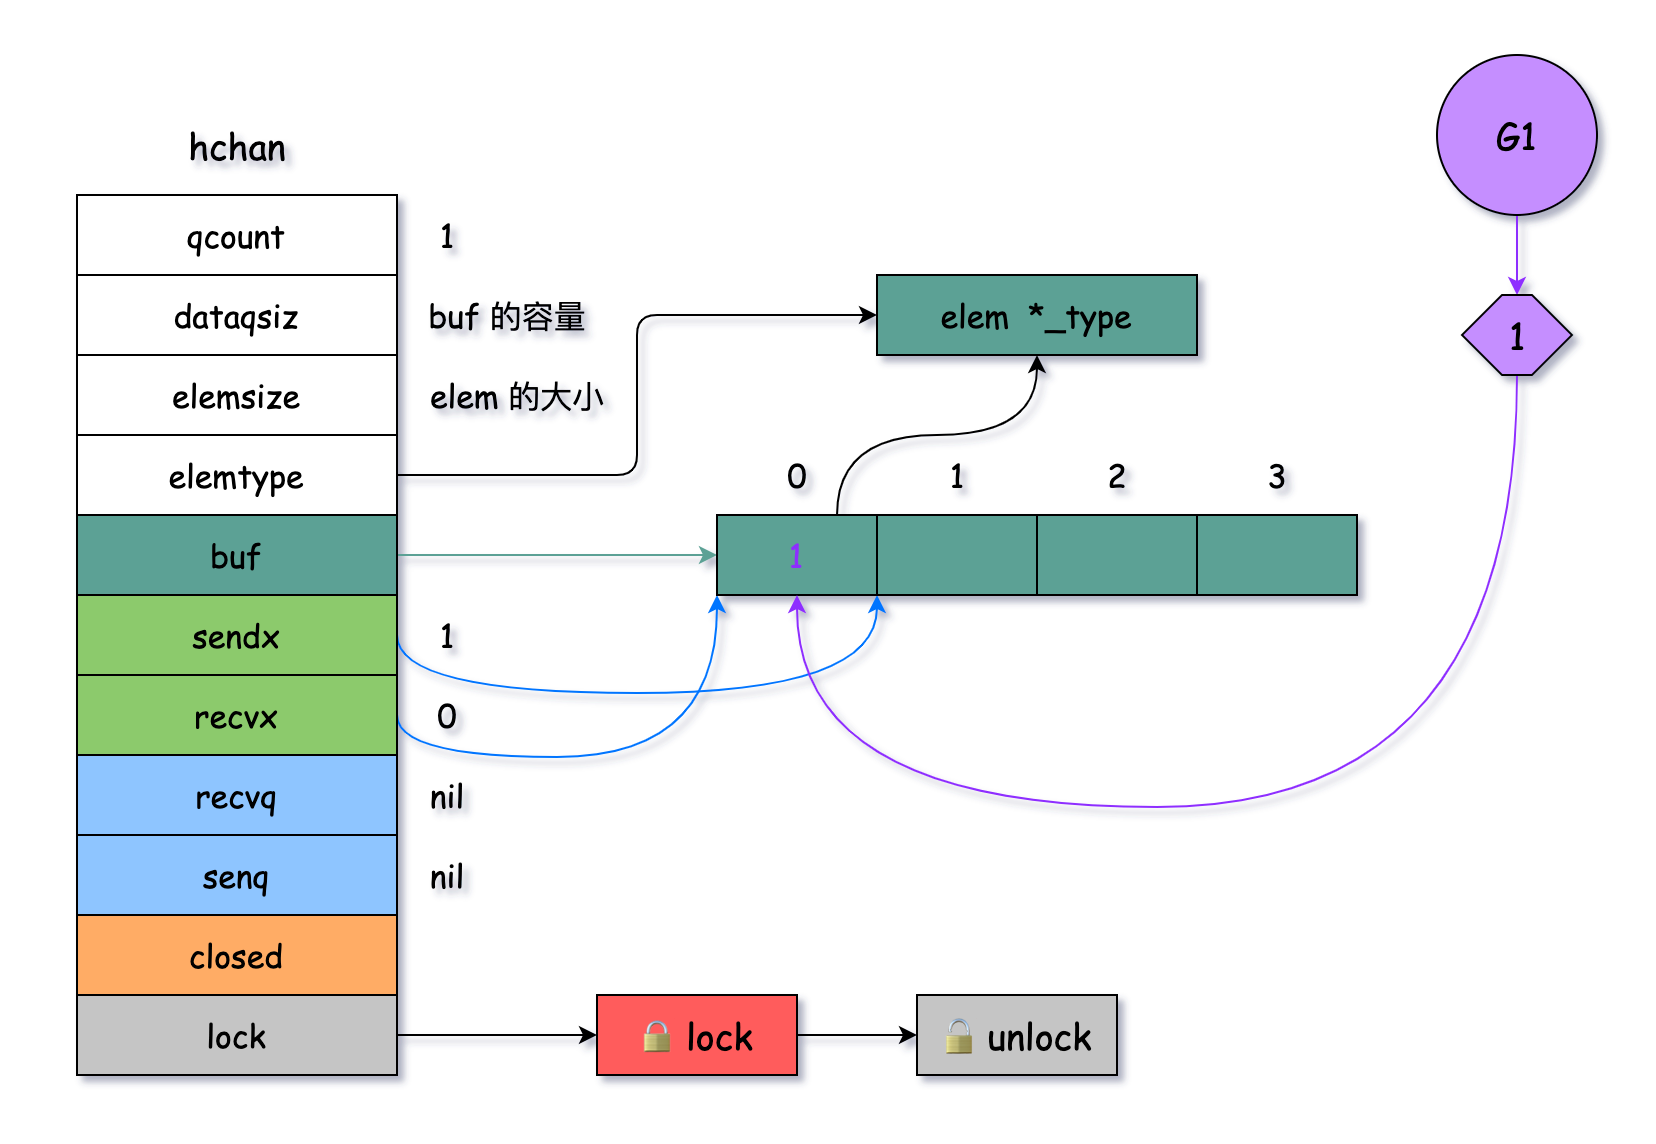 G1
hchan
qcount
1
dataqsiz
buf 的容量
elem *_type
1
elemsize
elem 的大小
elemtype
0
1
2
3
buf
1
sendx
1
recvx
0
recvq
nil
senq
nil
closed
lock
lock
unlock